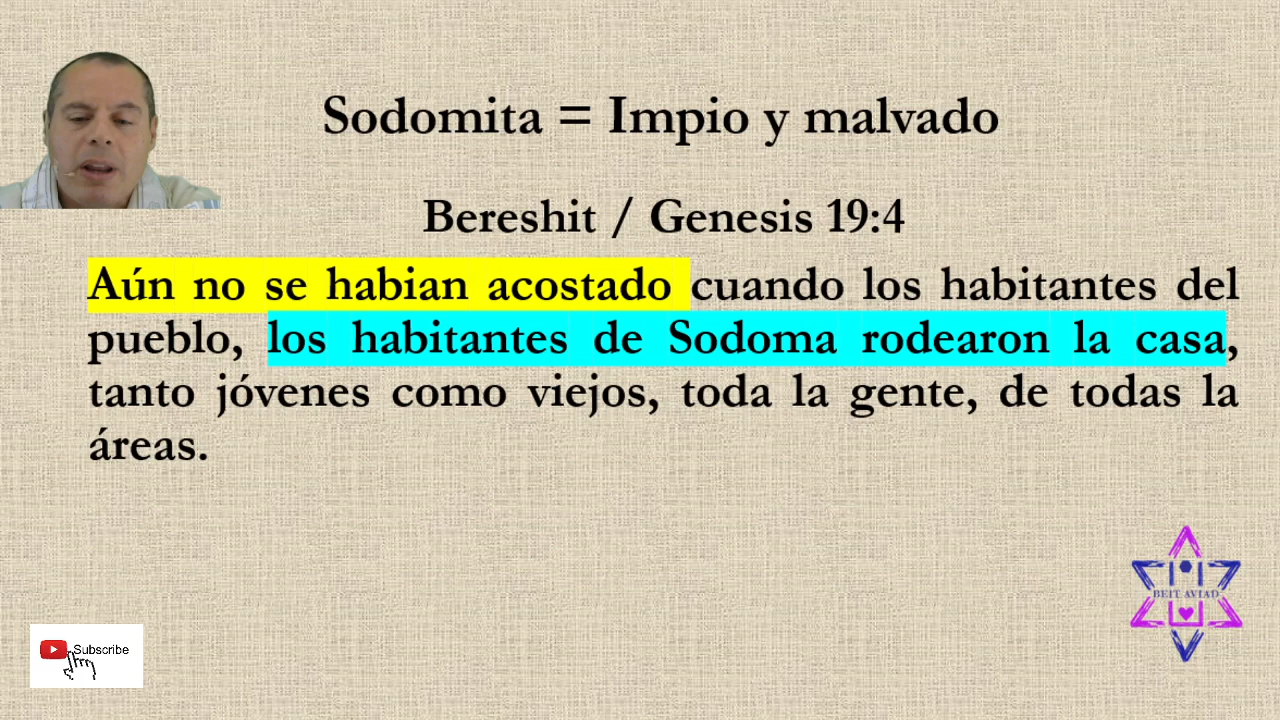 Sodomita = Impio y malvado
Bereshit / Genesis 19:4
Aún no se habian acostado cuando los habitantes del
pueblo, los habitantes de Sodoma rodearon la casa,
tanto jóvenes como viejos, toda la gente, de todas la
áreas.
BEIT AVIAD
Subscribe